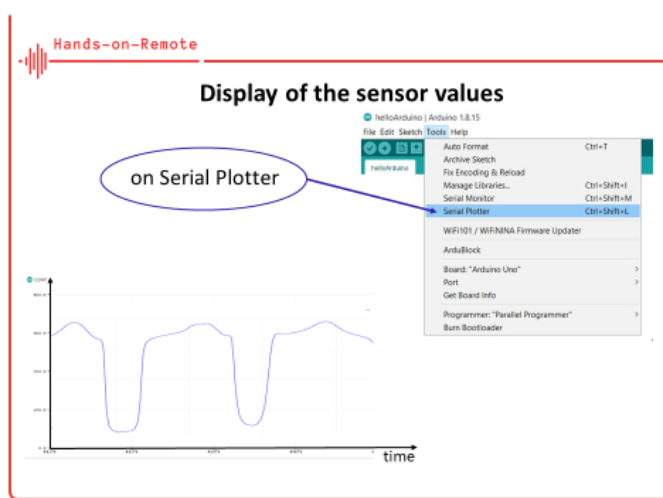 Hands-on-Remote
Display of the sensor values
helloArduino | Arduino 1.8.15
File Edit Sketch Tools Help
helloArduino
Auto Format Ctrl+T
Archive Sketch
Fix Encoding & Reload
Manage Libraries... Ctrl+Shift+I
Serial Monitor Ctrl+Shift+M
Serial Plotter Ctrl+Shift+L
WiFi101 / WiFiNINA Firmware Updater
ArduBlock
Board: "Arduino Uno"
Port
Get Board Info
Programmer: "Parallel Programmer"
Burn Bootloader
on Serial Plotter
time